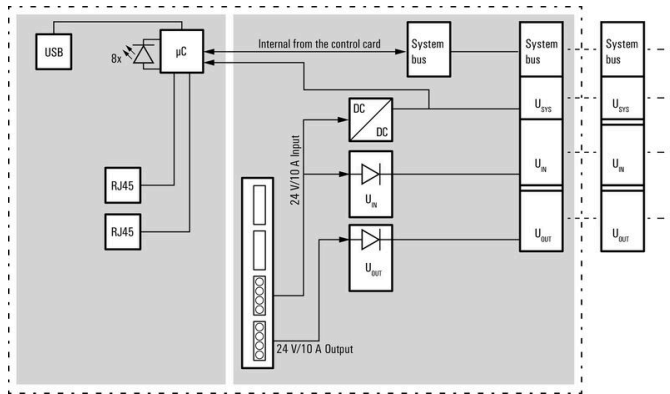 USB
8x
µC
Internal from the control card
System
bus
System
bus
System
bus
DC
DC
U_SYS
U_SYS
24 V/10 A Input
RJ45
U_IN
U_IN
U_IN
RJ45
U_OUT
U_OUT
U_OUT
24 V/10 A Output